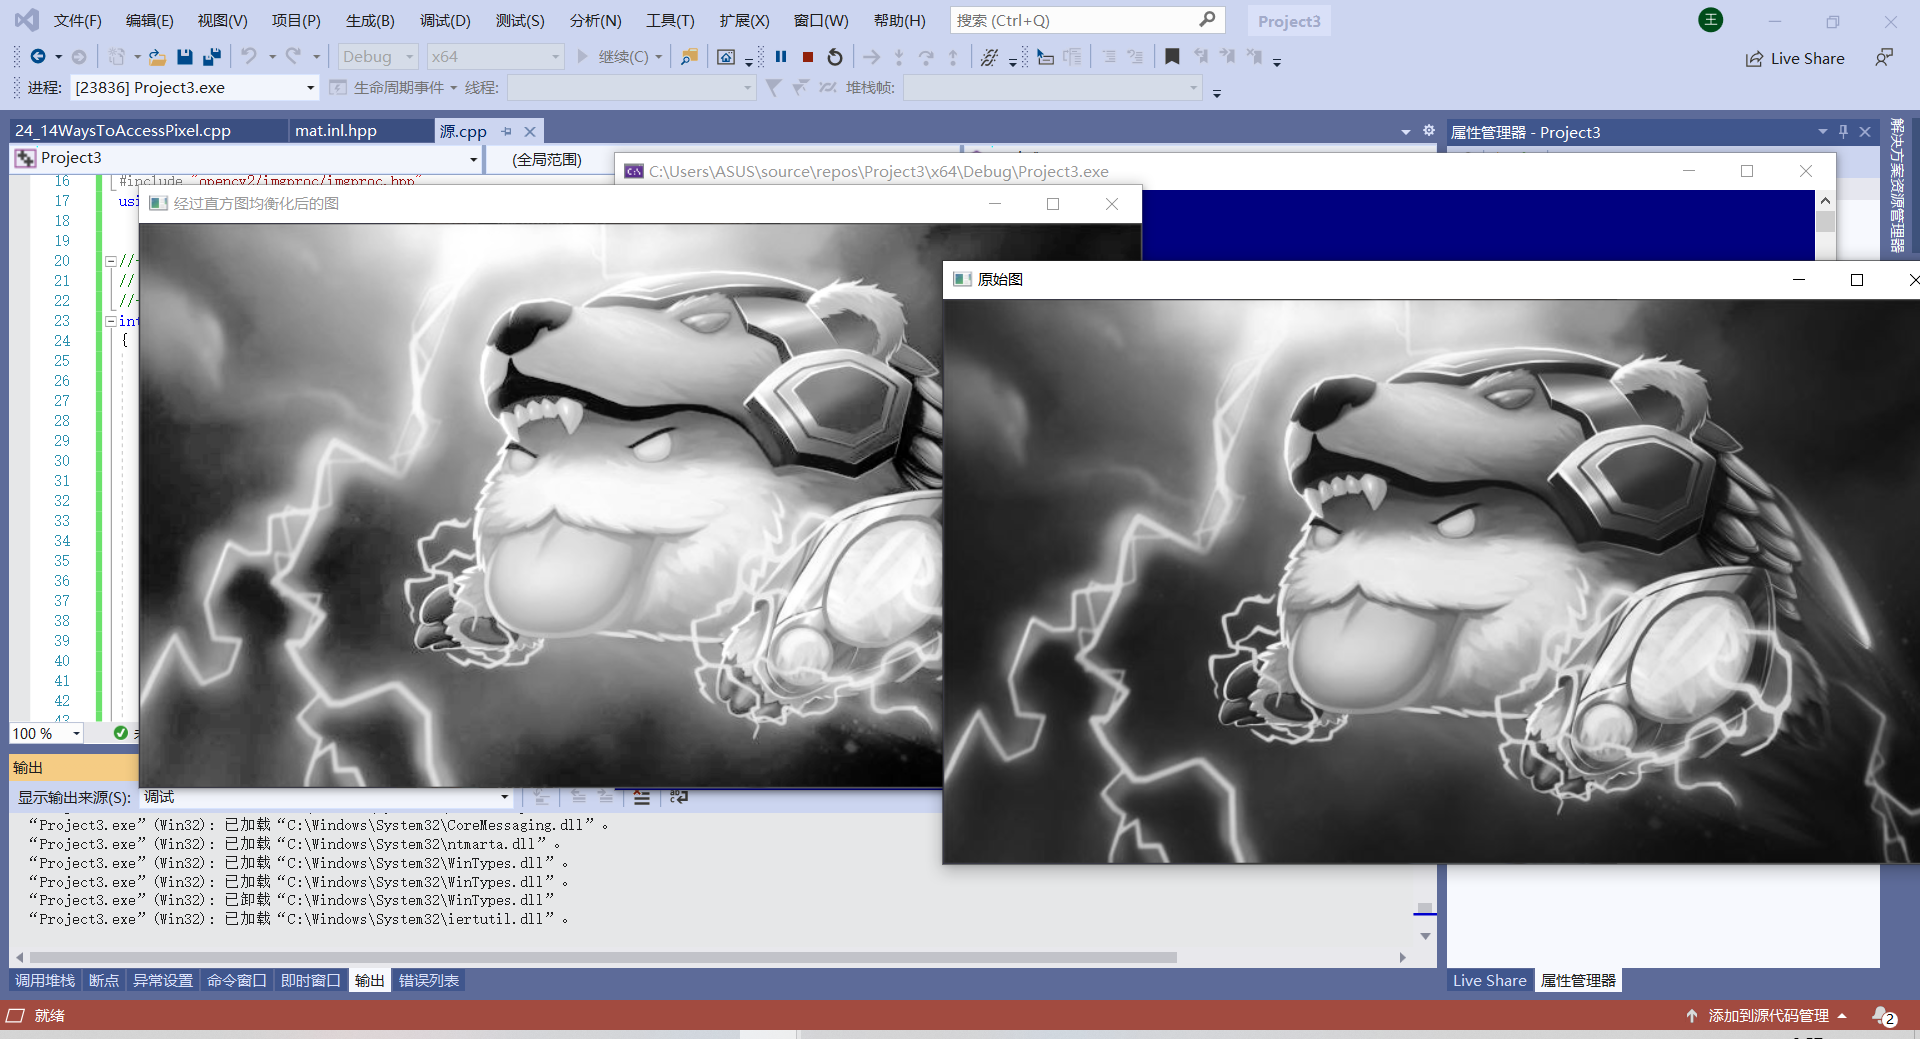 文件(F) 编辑(E) 视图(V) 项目(P) 生成(B) 调试(D) 测试(S) 分析(N) 工具(T) 扩展(X) 窗口(W) 帮助(H) 搜索 (Ctrl+Q) Project3 王
Debug x64 继续(C) Live Share
进程: [23836] Project3.exe 生命周期事件 线程: 堆栈帧:
24_14WaysToAccessPixel.cpp mat.inl.hpp 源.cpp 属性管理器 - Project3
Project3 (全局范围)
C:\Users\ASUS\source\repos\Project3\x64\Debug\Project3.exe
解决方案资源管理器
16 #include "opencv2/imgproc/imgproc.hpp"
17 usi
经过直方图均衡化后的图
18
19
20 //-
21 //
22 //-
23 int
24 {
原始图
25
26
27
28
29
30
31
32
33
34
35
36
37
38
39
40
41
42
43
100 %
输出
显示输出来源(S): 调试
“Project3.exe” (Win32): 已加载 “C:\Windows\System32\CoreMessaging.dll” 。
“Project3.exe” (Win32): 已加载 “C:\Windows\System32\ntmarta.dll” 。
“Project3.exe” (Win32): 已加载 “C:\Windows\System32\WinTypes.dll” 。
“Project3.exe” (Win32): 已加载 “C:\Windows\System32\WinTypes.dll” 。
“Project3.exe” (Win32): 已卸载 “C:\Windows\System32\WinTypes.dll”
“Project3.exe” (Win32): 已加载 “C:\Windows\System32\iertutil.dll” 。
调用堆栈 断点 异常设置 命令窗口 即时窗口 输出 错误列表 Live Share 属性管理器
就绪 添加到源代码管理 2